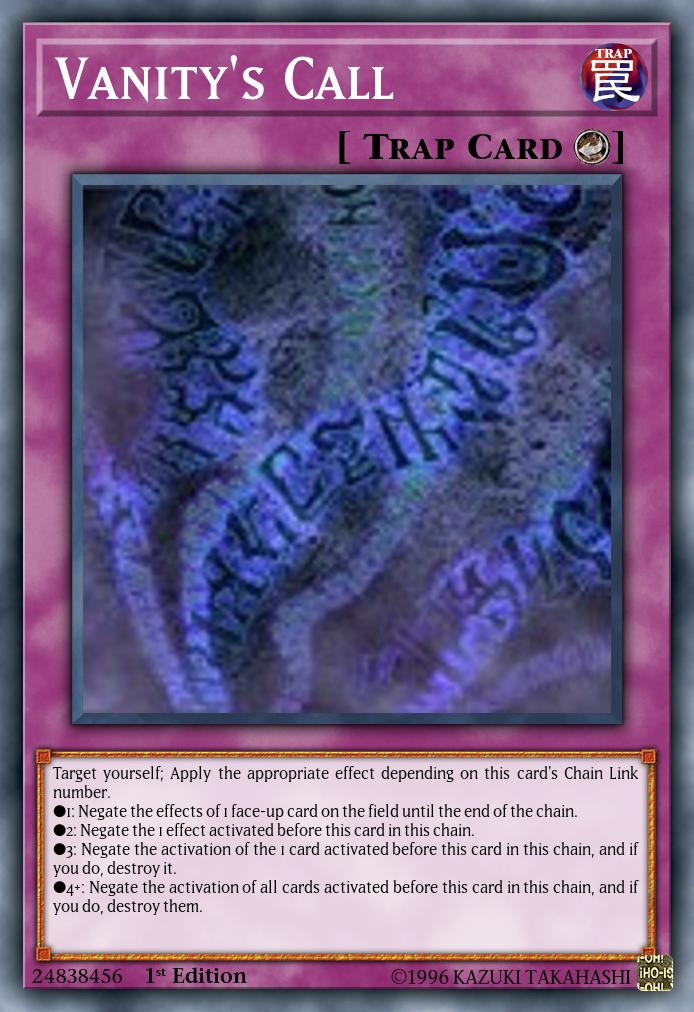 Vanity's Call
TRAP
罠
[ Trap Card ]
Target yourself; Apply the appropriate effect depending on this card's Chain Link
number.
●1: Negate the effects of 1 face-up card on the field until the end of the chain.
●2: Negate the 1 effect activated before this card in this chain.
●3: Negate the activation of the 1 card activated before this card in this chain, and if
you do, destroy it.
●4+: Negate the activation of all cards activated before this card in this chain, and if
you do, destroy them.
24838456 1st Edition ©1996 KAZUKI TAKAHASHI